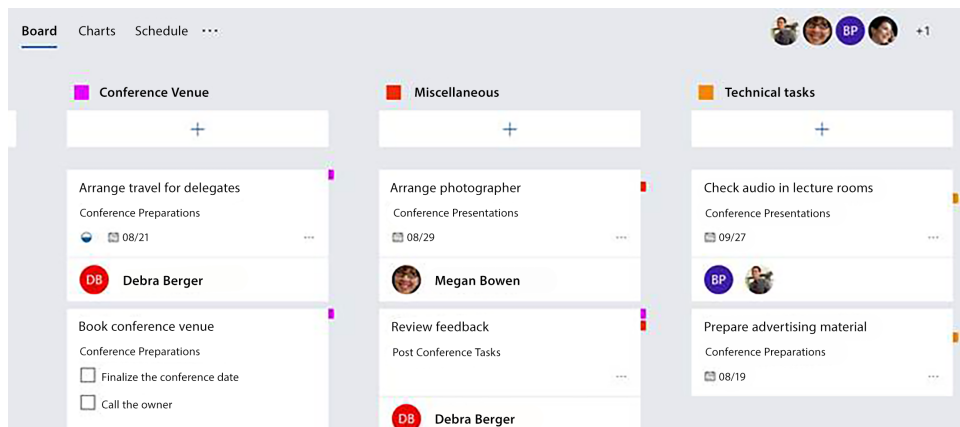 Board Charts Schedule ...
BP +1
Conference Venue
+
Arrange travel for delegates
Conference Preparations
08/21
DB Debra Berger
Book conference venue
Conference Preparations
Finalize the conference date
Call the owner
Miscellaneous
+
Arrange photographer
Conference Presentations
08/29
Megan Bowen
Review feedback
Post Conference Tasks
DB Debra Berger
Technical tasks
+
Check audio in lecture rooms
Conference Presentations
09/27
BP
Prepare advertising material
Conference Preparations
08/19